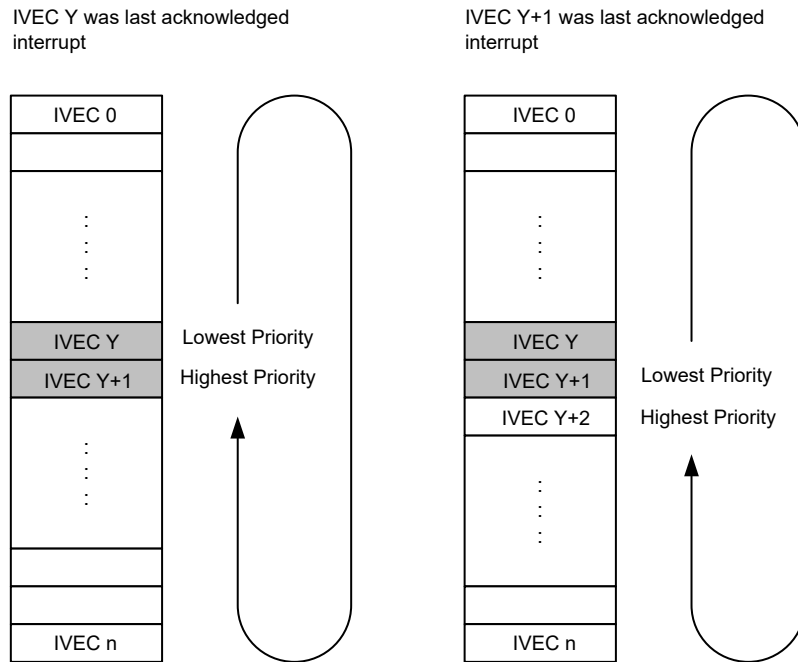 IVEC Y was last acknowledged
interrupt
IVEC 0
:
:
:
IVEC Y
Lowest Priority
IVEC Y+1
Highest Priority
:
:
:
IVEC n
IVEC Y+1 was last acknowledged
interrupt
IVEC 0
:
:
:
IVEC Y
IVEC Y+1
Lowest Priority
IVEC Y+2
Highest Priority
:
:
:
IVEC n